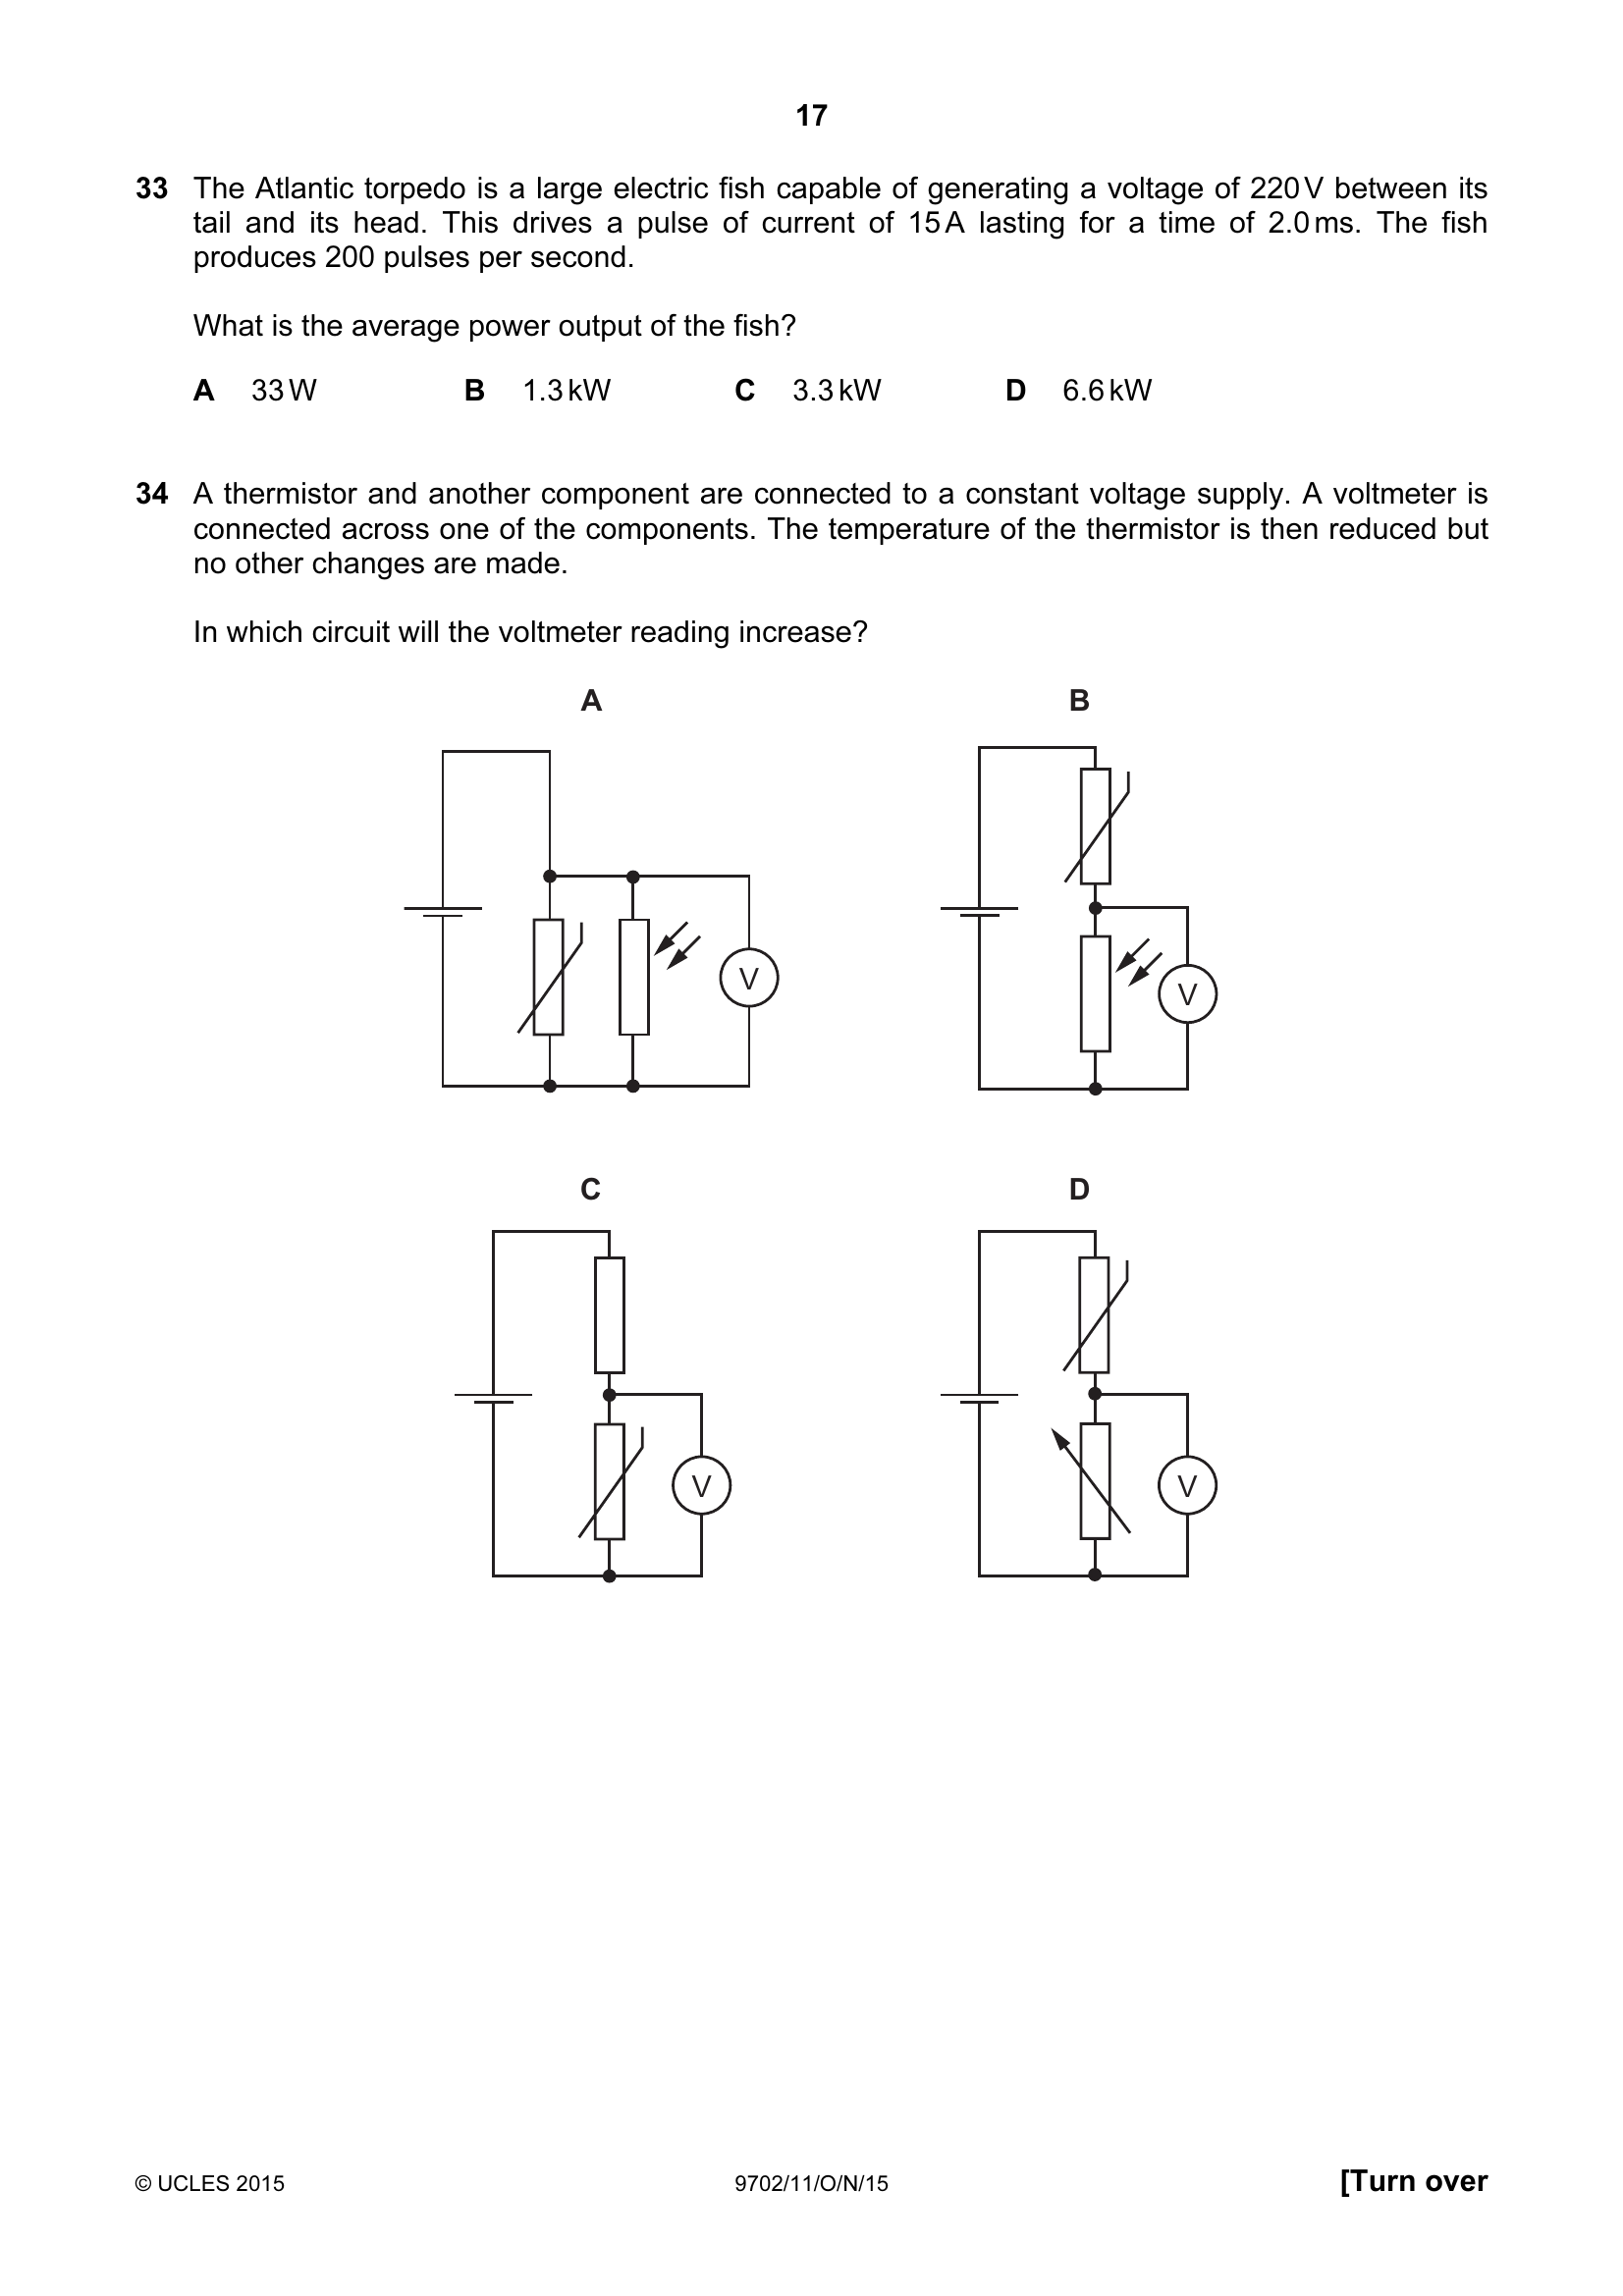 17
33 The Atlantic torpedo is a large electric fish capable of generating a voltage of 220 V between its
tail and its head. This drives a pulse of current of 15 A lasting for a time of 2.0 ms. The fish
produces 200 pulses per second.
What is the average power output of the fish?
A 33 W B 1.3 kW C 3.3 kW D 6.6 kW
34 A thermistor and another component are connected to a constant voltage supply. A voltmeter is
connected across one of the components. The temperature of the thermistor is then reduced but
no other changes are made.
In which circuit will the voltmeter reading increase?
A B
V V
C D
V V
© UCLES 2015 9702/11/O/N/15 [Turn over